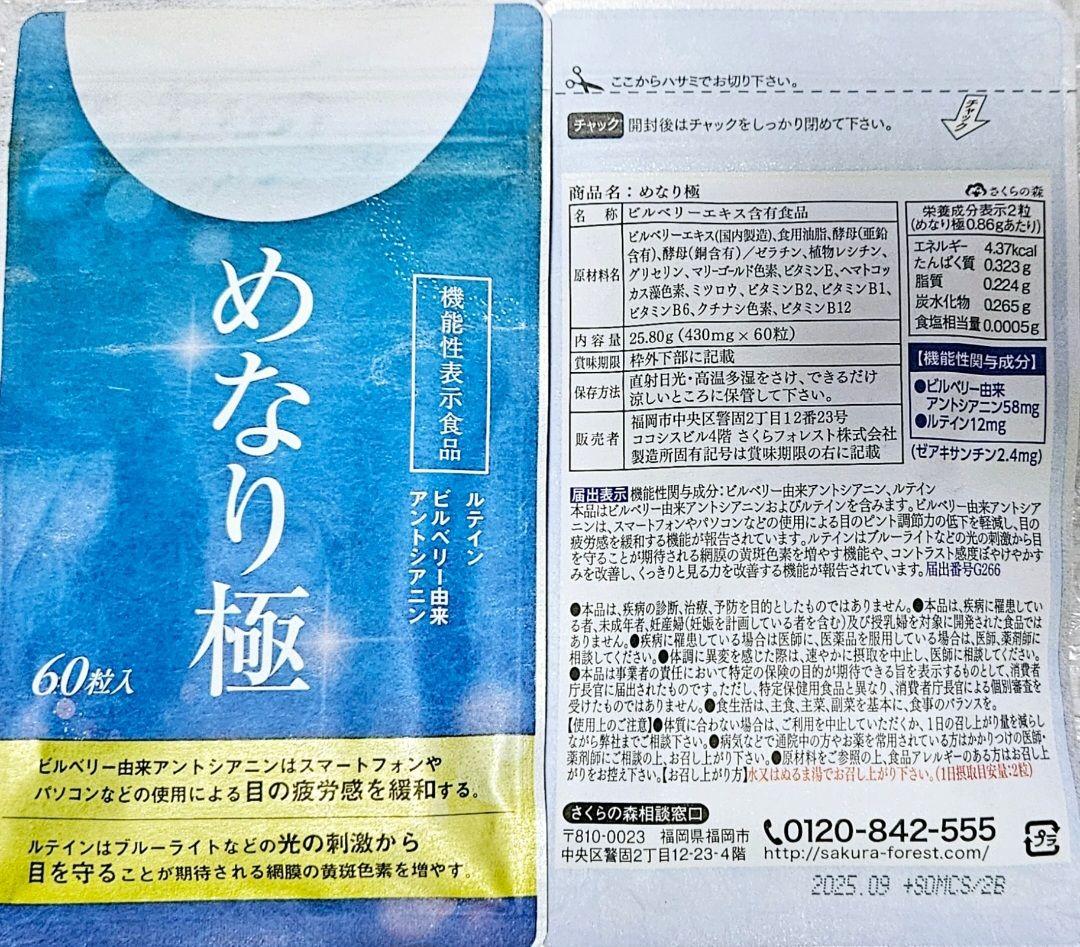 めなり極
機能性表示食品
ルテイン
ビルベリー由来
アントシアニン
60粒入
ビルベリー由来アントシアニンはスマートフォンや
パソコンなどの使用による目の疲労感を緩和する。
ルテインはブルーライトなどの光の刺激から
目を守ることが期待される網膜の黄斑色素を増やす。
ここからハサミでお切り下さい。
チャック 開封後はチャックをしっかり閉めて下さい。
チャック
商品名：めなり極
さくらの森
名 称 ビルベリーエキス含有食品
原材料名 ビルベリーエキス(国内製造)、食用油脂、酵母(亜鉛
含有)、酵母(銅含有)／ゼラチン、植物レシチン、
グリセリン、マリーゴールド色素、ビタミンE、ヘマトコッ
カス藻色素、ミツロウ、ビタミンB2、ビタミンB1、
ビタミンB6、クチナシ色素、ビタミンB12
内容量 25.80g (430mg×60粒)
賞味期限 枠外下部に記載
保存方法 直射日光・高温多湿をさけ、できるだけ
涼しいところに保管して下さい。
販売者 福岡市中央区警固2丁目12番23号
ココシスビル4階 さくらフォレスト株式会社
製造所固有記号は賞味期限の右に記載
栄養成分表示2粒
(めなり極0.86gあたり)
エネルギー 4.37kcal
たんぱく質 0.323g
脂質 0.224g
炭水化物 0.265g
食塩相当量 0.0005g
【機能性関与成分】
●ビルベリー由来
アントシアニン58mg
●ルテイン12mg
(ゼアキサンチン2.4mg)
届出表示 機能性関与成分：ビルベリー由来アントシアニン、ルテイン
本品はビルベリー由来アントシアニンおよびルテインを含みます。ビルベリー由来アントシア
ニンは、スマートフォンやパソコンなどの使用による目のピント調節力の低下を軽減し、目の
疲労感を緩和する機能が報告されています。ルテインはブルーライトなどの光の刺激から目
を守ることが期待される網膜の黄斑色素を増やす機能や、コントラスト感度(ぼやけやかす
みを改善し、くっきりと見る力)を改善する機能が報告されています。届出番号G266
●本品は、疾病の診断、治療、予防を目的としたものではありません。●本品は、疾病に罹患してい
る者、未成年者、妊産婦(妊娠を計画している者を含む)及び授乳婦を対象に開発された食品では
ありません。●疾病に罹患している場合は医師に、医薬品を服用している場合は、医師、薬剤師に
相談してください。●体調に異変を感じた際は、速やかに摂取を中止し、医師に相談してください。
●本品は事業者の責任において特定の保険の目的が期待できる旨を表示するものとして、消費者
庁長官に届出されたものです。ただし、特定保健用食品と異なり、消費者庁長官による個別審査を
受けたものではありません。●食生活は、主食、主菜、副菜を基本に、食事のバランスを。
【使用上のご注意】●体質に合わない場合は、ご利用を中止していただくか、1日の召し上がり量を減らし
ながら弊社までご相談下さい。●病気などで通院中の方やお薬を常用されている方はかかりつけの医師・
薬剤師にご相談の上、お召し上がり下さい。●原材料をご参照の上、食品アレルギーのある方はお召し上
がりをお控え下さい。【お召し上がり方】水又はぬるま湯でお召し上がり下さい。(1日摂取目安量:2粒)
さくらの森相談窓口
〒810-0023 福岡県福岡市
中央区警固2丁目12-23-4階
0120-842-555
http://sakura-forest.com/
プラ
2025.09 +SOMCS/2B